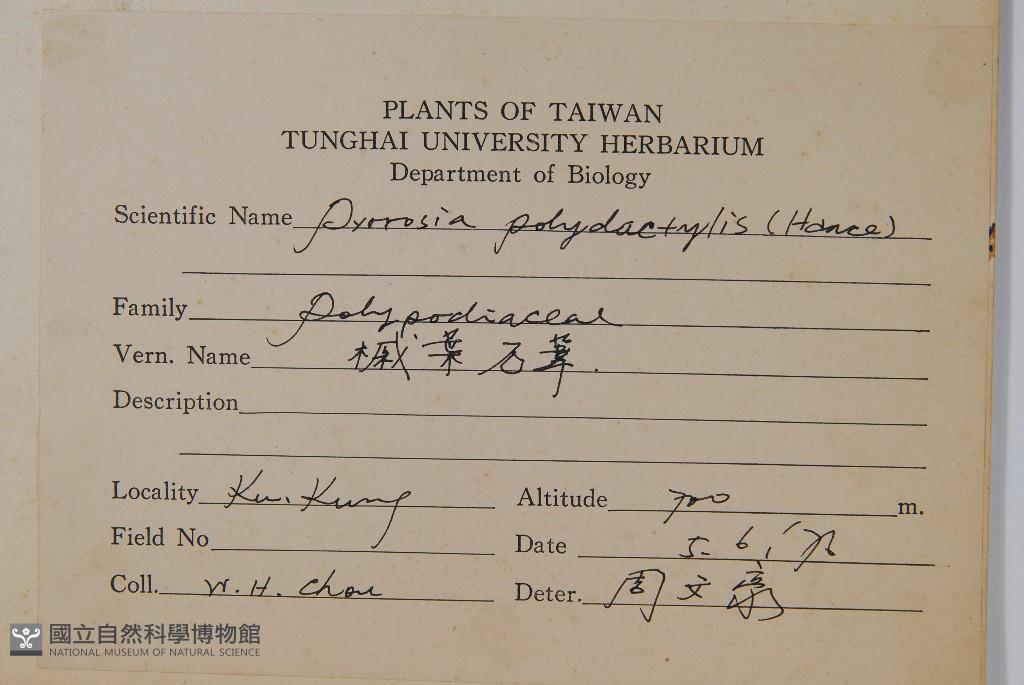 PLANTS OF TAIWAN
TUNGHAI UNIVERSITY HERBARIUM
Department of Biology
Scientific Name Pyrrosia polydactylis (Hance)
Family Polypodiaceae
Vern. Name 槭葉石葦.
Description
Locality Ku. Kung Altitude 700 m.
Field No Date 5. 6,
Coll. W. H. Chou Deter. 周文
國立自然科學博物館
NATIONAL MUSEUM OF NATURAL SCIENCE